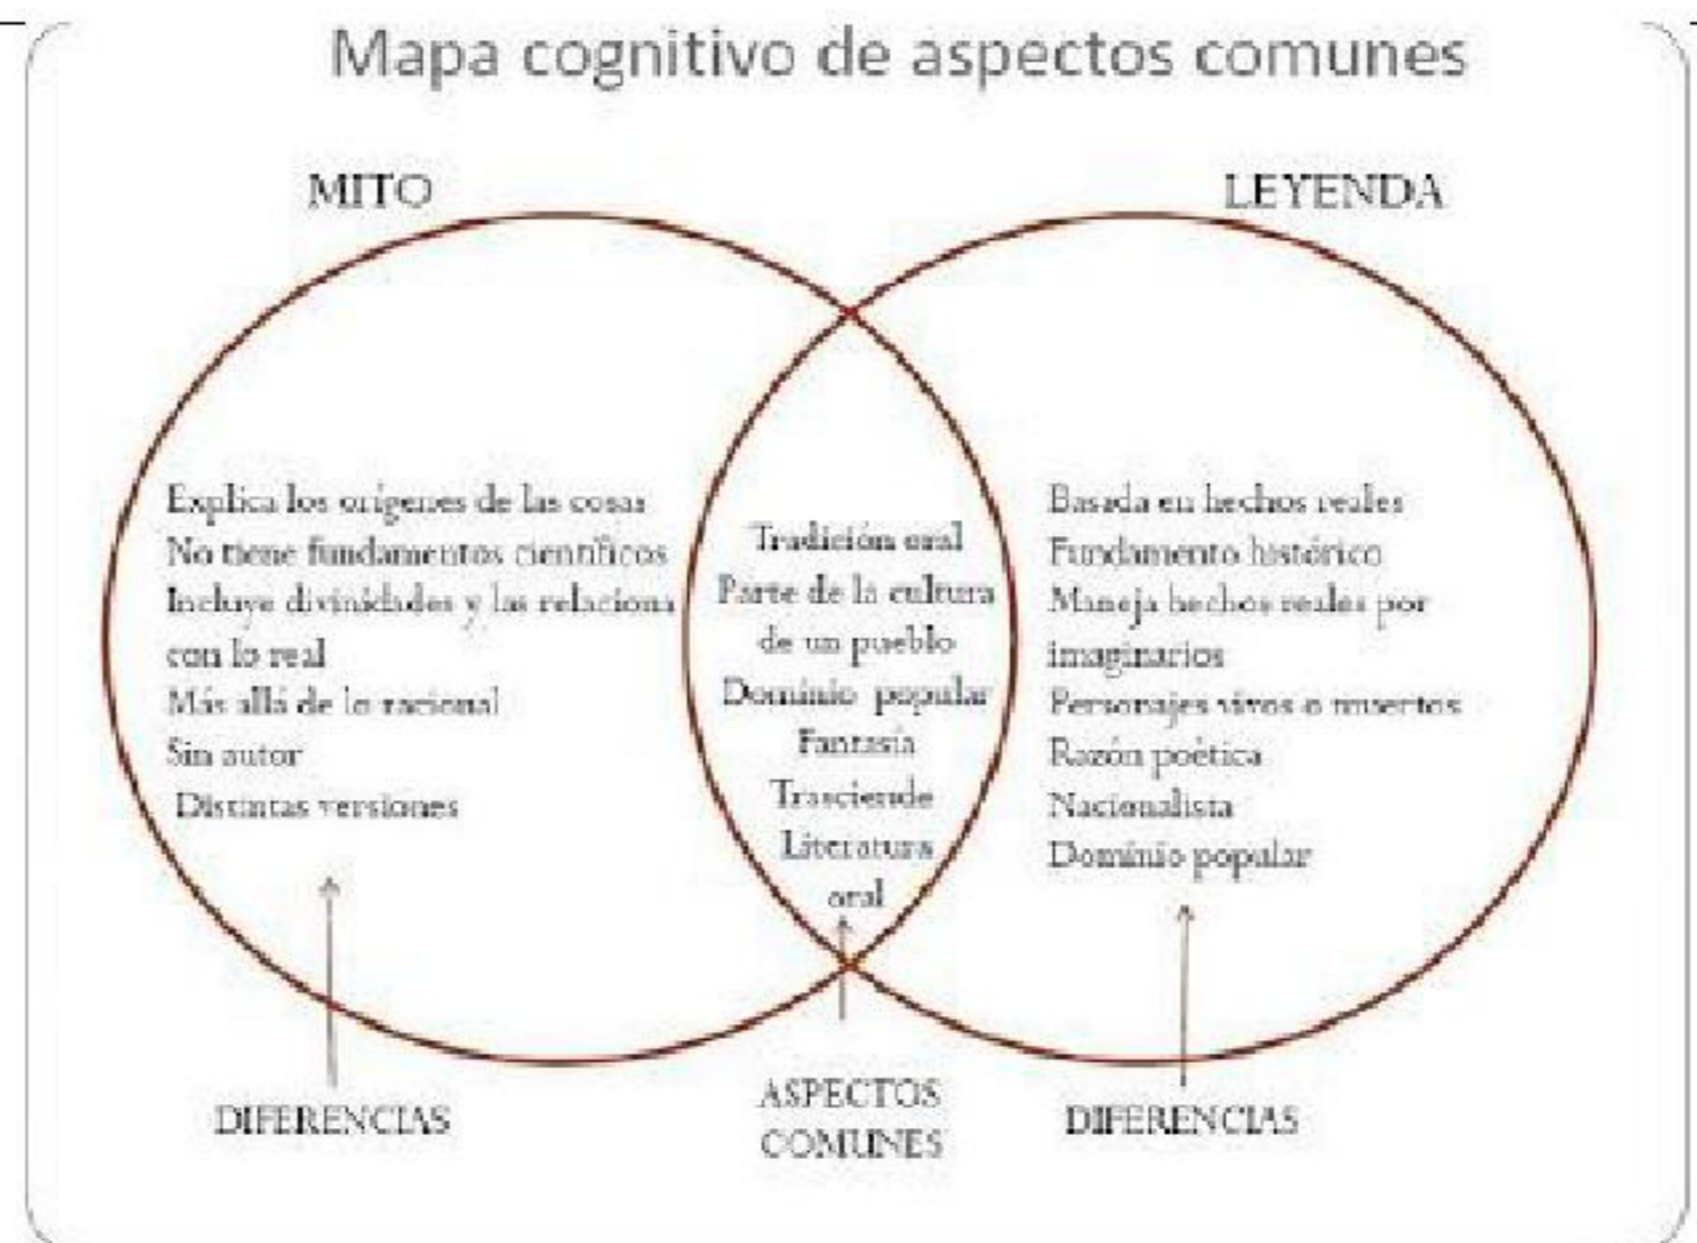 Mapa cognitivo de aspectos comunes
MITO
LEYENDA
Explica los orígenes de las cosas
No tiene fundamentos científicos
Incluye divinidades y las relaciona
con lo real
Más allá de lo racional
Sin autor
Distintas versiones
Tradición oral
Parte de la cultura
de un pueblo
Dominio popular
Fantasía
Trasciende
Literatura
oral
Basada en hechos reales
Fundamento histórico
Maneja hechos reales por
imaginarios
Personajes vivos o muertos
Razón poética
Nacionalista
Dominio popular
DIFERENCIAS
ASPECTOS
COMUNES
DIFERENCIAS